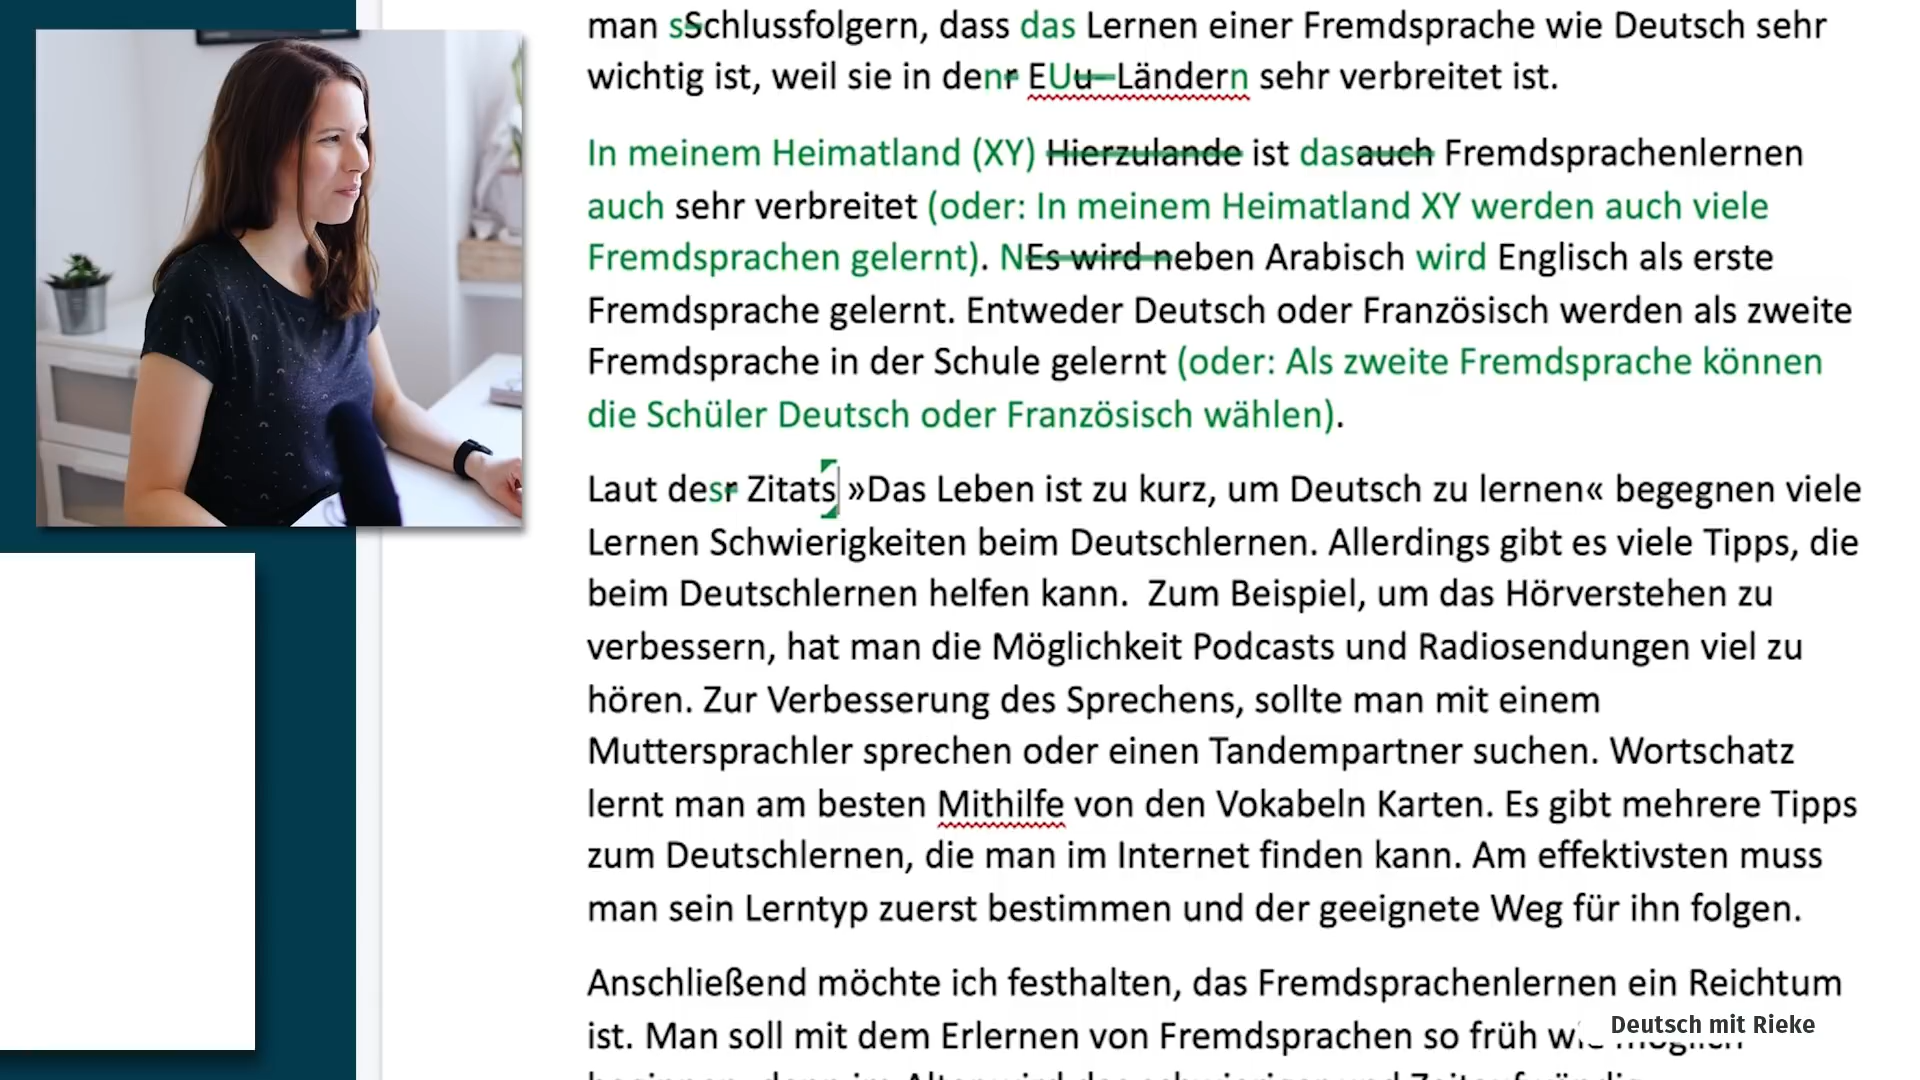 man sSchlussfolgern, dass das Lernen einer Fremdsprache wie Deutsch sehr
wichtig ist, weil sie in denr EUu-Ländern sehr verbreitet ist.
In meinem Heimatland (XY) Hierzulande ist dasauch Fremdsprachenlernen
auch sehr verbreitet (oder: In meinem Heimatland XY werden auch viele
Fremdsprachen gelernt). NEs wird neben Arabisch wird Englisch als erste
Fremdsprache gelernt. Entweder Deutsch oder Französisch werden als zweite
Fremdsprache in der Schule gelernt (oder: Als zweite Fremdsprache können
die Schüler Deutsch oder Französisch wählen).
Laut desr Zitats »Das Leben ist zu kurz, um Deutsch zu lernen« begegnen viele
Lernen Schwierigkeiten beim Deutschlernen. Allerdings gibt es viele Tipps, die
beim Deutschlernen helfen kann. Zum Beispiel, um das Hörverstehen zu
verbessern, hat man die Möglichkeit Podcasts und Radiosendungen viel zu
hören. Zur Verbesserung des Sprechens, sollte man mit einem
Muttersprachler sprechen oder einen Tandempartner suchen. Wortschatz
lernt man am besten Mithilfe von den Vokabeln Karten. Es gibt mehrere Tipps
zum Deutschlernen, die man im Internet finden kann. Am effektivsten muss
man sein Lerntyp zuerst bestimmen und der geeignete Weg für ihn folgen.
Anschließend möchte ich festhalten, das Fremdsprachenlernen ein Reichtum
ist. Man soll mit dem Erlernen von Fremdsprachen so früh
Deutsch mit Rieke